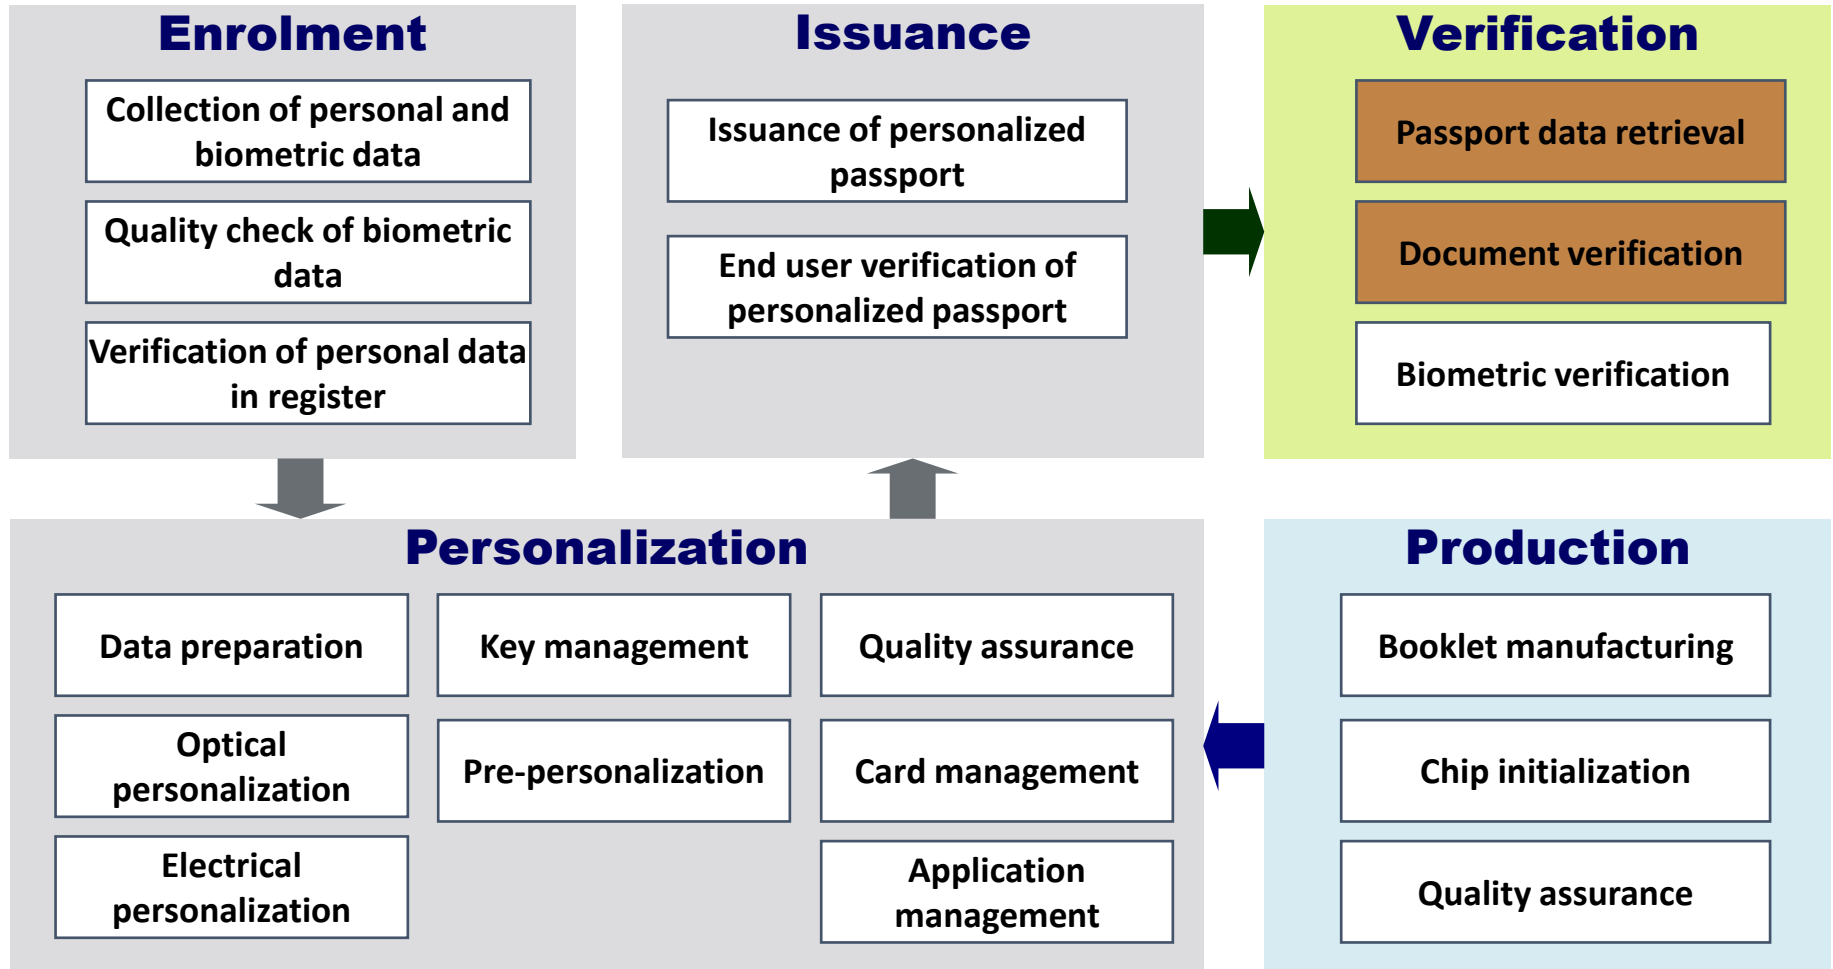 Enrolment
Collection of personal and
biometric data
Quality check of biometric
data
Verification of personal data
in register
Issuance
Issuance of personalized
passport
End user verification of
personalized passport
Verification
Passport data retrieval
Document verification
Biometric verification
Personalization
Data preparation
Optical
personalization
Electrical
personalization
Key management
Pre-personalization
Quality assurance
Card management
Application
management
Production
Booklet manufacturing
Chip initialization
Quality assurance